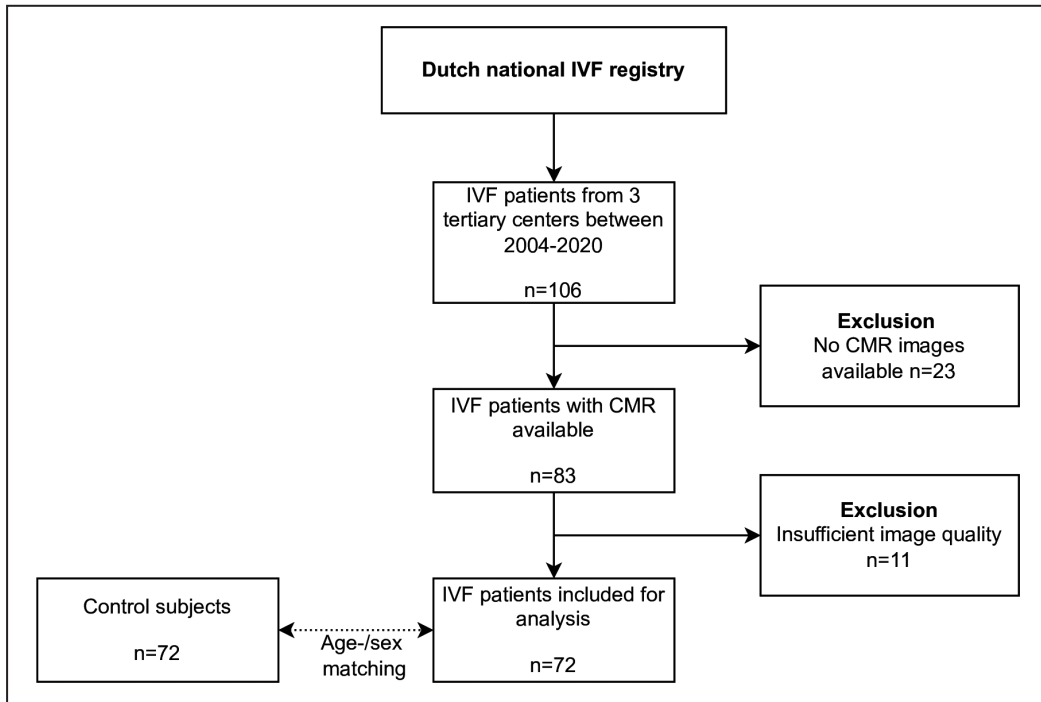 Dutch national IVF registry
IVF patients from 3
tertiary centers between
2004-2020
n=106
Exclusion
No CMR images
available n=23
IVF patients with CMR
available
n=83
Exclusion
Insufficient image quality
n=11
Control subjects
n=72
Age-/sex
matching
IVF patients included for
analysis
n=72